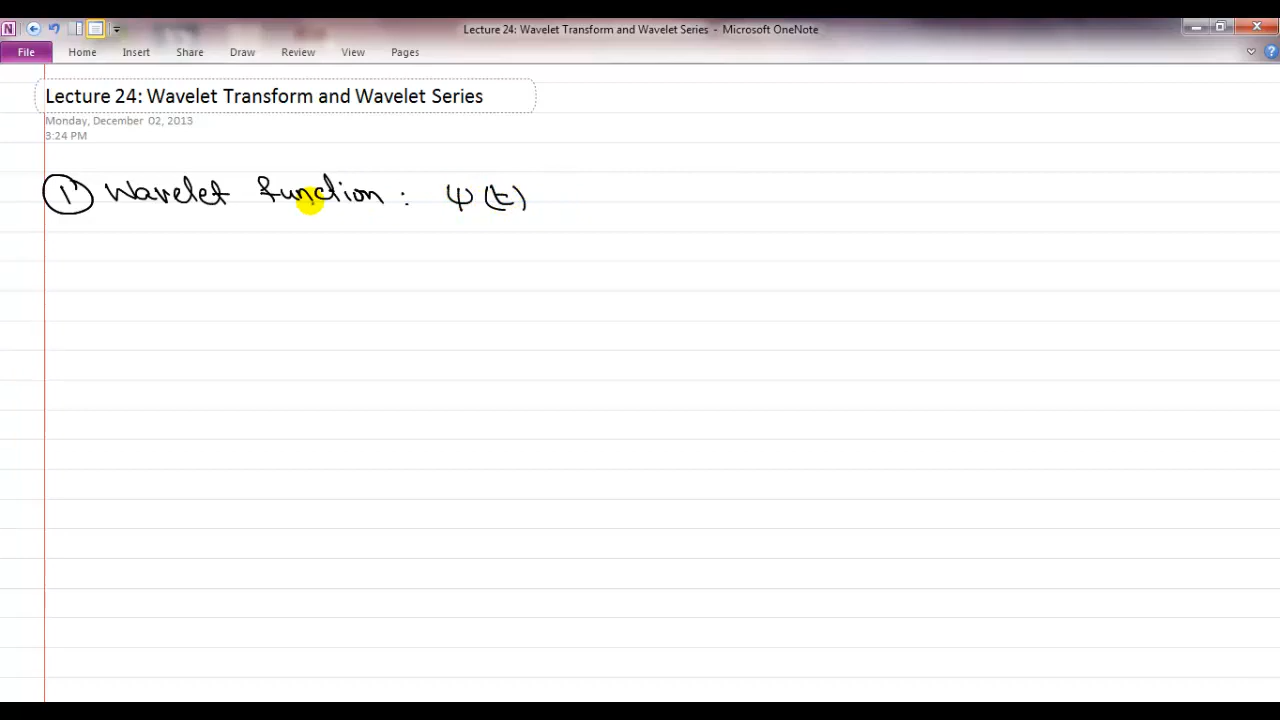 Lecture 24: Wavelet Transform and Wavelet Series - Microsoft OneNote
File Home Insert Share Draw Review View Pages
Lecture 24: Wavelet Transform and Wavelet Series
Monday, December 02, 2013
3:24 PM
① Wavelet function : ψ(t)